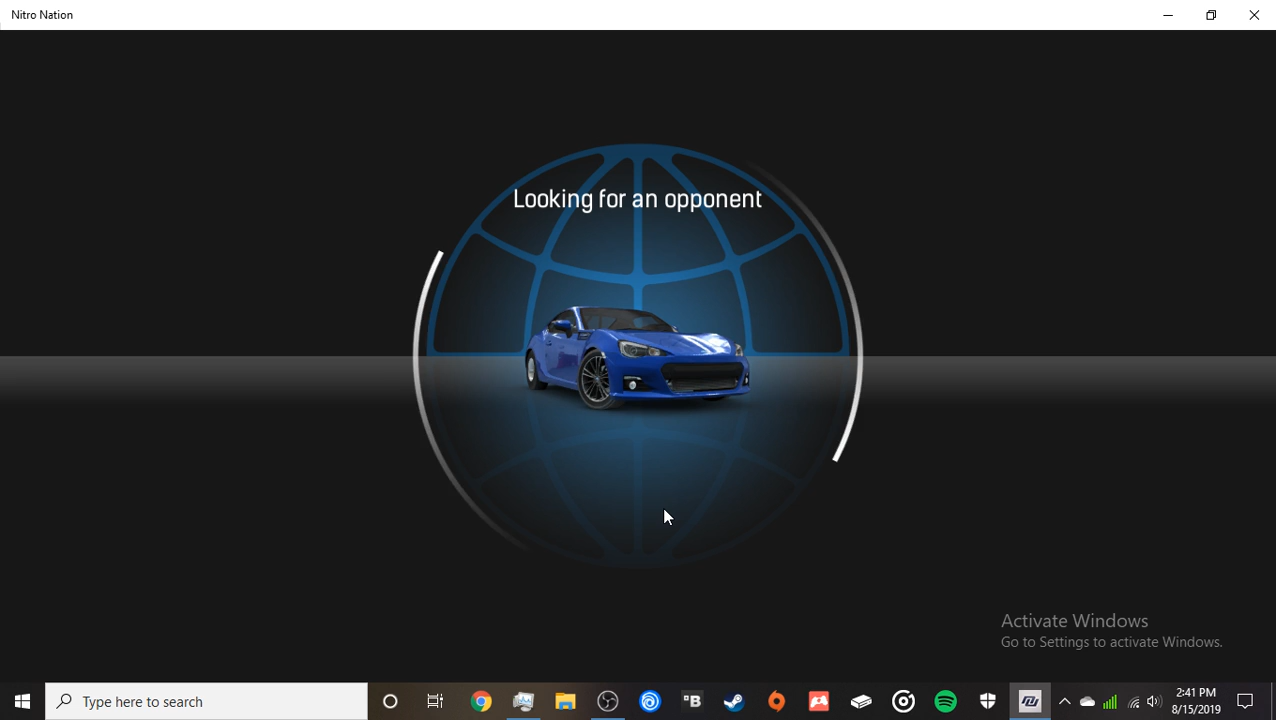 Nitro Nation
Looking for an opponent
Activate Windows
Go to Settings to activate Windows.
Type here to search
B
2:41 PM
8/15/2019